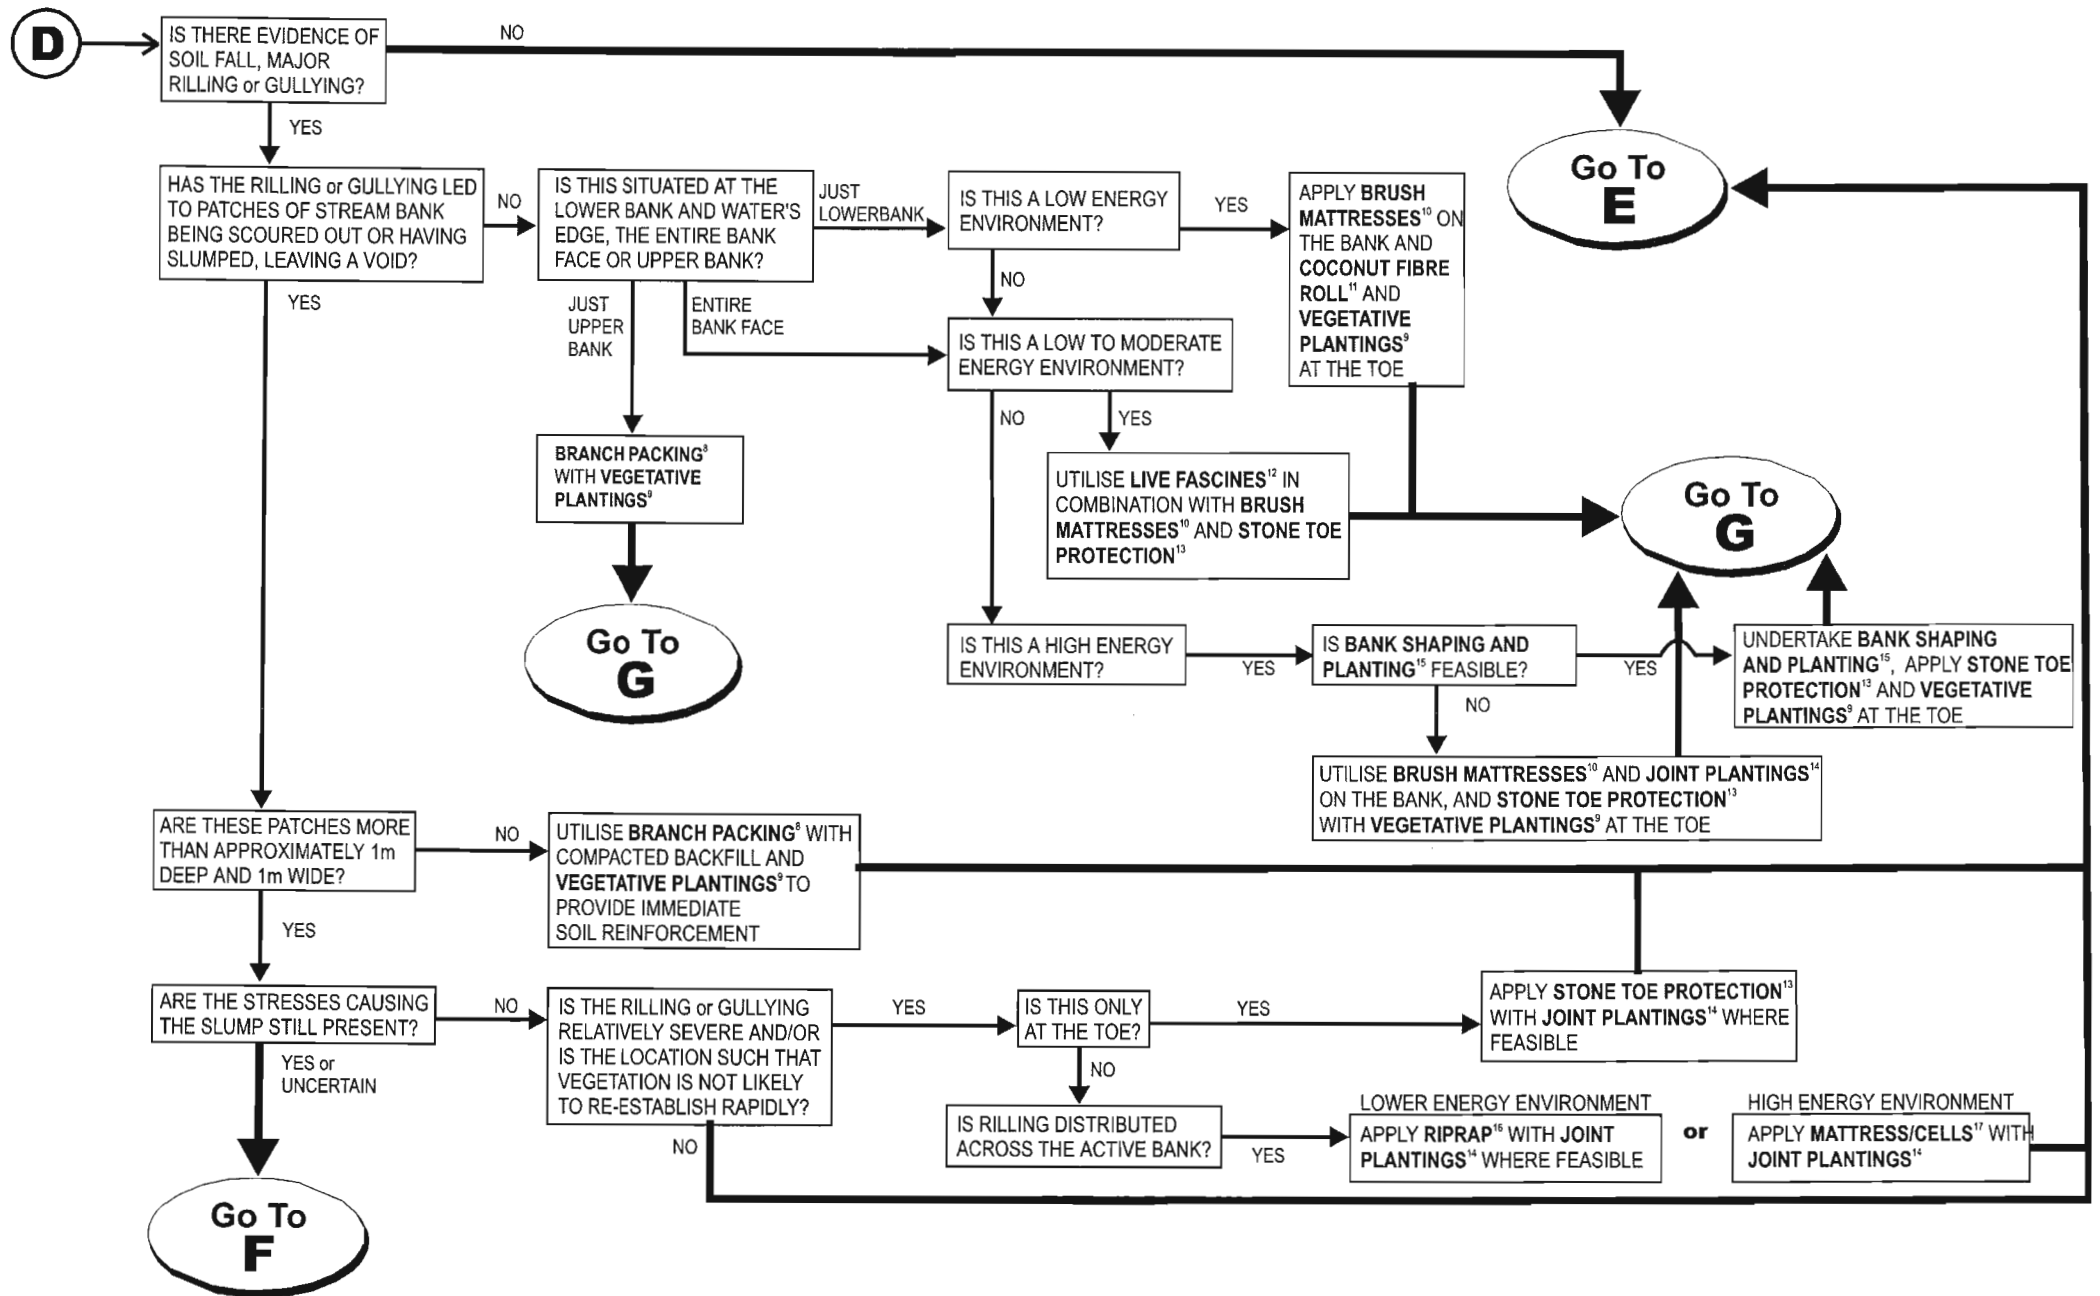 D
IS THERE EVIDENCE OF
SOIL FALL, MAJOR
RILLING or GULLYING?
NO
YES
Go To
E
HAS THE RILLING or GULLYING LED
TO PATCHES OF STREAM BANK
BEING SCOURED OUT OR HAVING
SLUMPED, LEAVING A VOID?
NO
YES
IS THIS SITUATED AT THE
LOWER BANK AND WATER'S
EDGE, THE ENTIRE BANK
FACE OR UPPER BANK?
JUST
LOWERBANK
JUST
UPPER
BANK
ENTIRE
BANK FACE
IS THIS A LOW ENERGY
ENVIRONMENT?
YES
NO
APPLY BRUSH
MATTRESSES¹⁰ ON
THE BANK AND
COCONUT FIBRE
ROLL¹¹ AND
VEGETATIVE
PLANTINGS⁹
AT THE TOE
IS THIS A LOW TO MODERATE
ENERGY ENVIRONMENT?
NO
YES
BRANCH PACKING⁸
WITH VEGETATIVE
PLANTINGS⁹
Go To
G
UTILISE LIVE FASCINES¹² IN
COMBINATION WITH BRUSH
MATTRESSES¹⁰ AND STONE TOE
PROTECTION¹³
Go To
G
IS THIS A HIGH ENERGY
ENVIRONMENT?
YES
IS BANK SHAPING AND
PLANTING¹⁵ FEASIBLE?
YES
NO
UNDERTAKE BANK SHAPING
AND PLANTING¹⁵, APPLY STONE TOE
PROTECTION¹³ AND VEGETATIVE
PLANTINGS⁹ AT THE TOE
UTILISE BRUSH MATTRESSES¹⁰ AND JOINT PLANTINGS¹⁴
ON THE BANK, AND STONE TOE PROTECTION¹³
WITH VEGETATIVE PLANTINGS⁹ AT THE TOE
ARE THESE PATCHES MORE
THAN APPROXIMATELY 1m
DEEP AND 1m WIDE?
NO
YES
UTILISE BRANCH PACKING⁸ WITH
COMPACTED BACKFILL AND
VEGETATIVE PLANTINGS⁹ TO
PROVIDE IMMEDIATE
SOIL REINFORCEMENT
ARE THE STRESSES CAUSING
THE SLUMP STILL PRESENT?
NO
YES or
UNCERTAIN
Go To
F
IS THE RILLING or GULLYING
RELATIVELY SEVERE AND/OR
IS THE LOCATION SUCH THAT
VEGETATION IS NOT LIKELY
TO RE-ESTABLISH RAPIDLY?
YES
NO
IS THIS ONLY
AT THE TOE?
YES
NO
APPLY STONE TOE PROTECTION¹³
WITH JOINT PLANTINGS¹⁴ WHERE
FEASIBLE
IS RILLING DISTRIBUTED
ACROSS THE ACTIVE BANK?
YES
LOWER ENERGY ENVIRONMENT
APPLY RIPRAP¹⁶ WITH JOINT
PLANTINGS¹⁴ WHERE FEASIBLE
or
HIGH ENERGY ENVIRONMENT
APPLY MATTRESS/CELLS¹⁷ WITH
JOINT PLANTINGS¹⁴